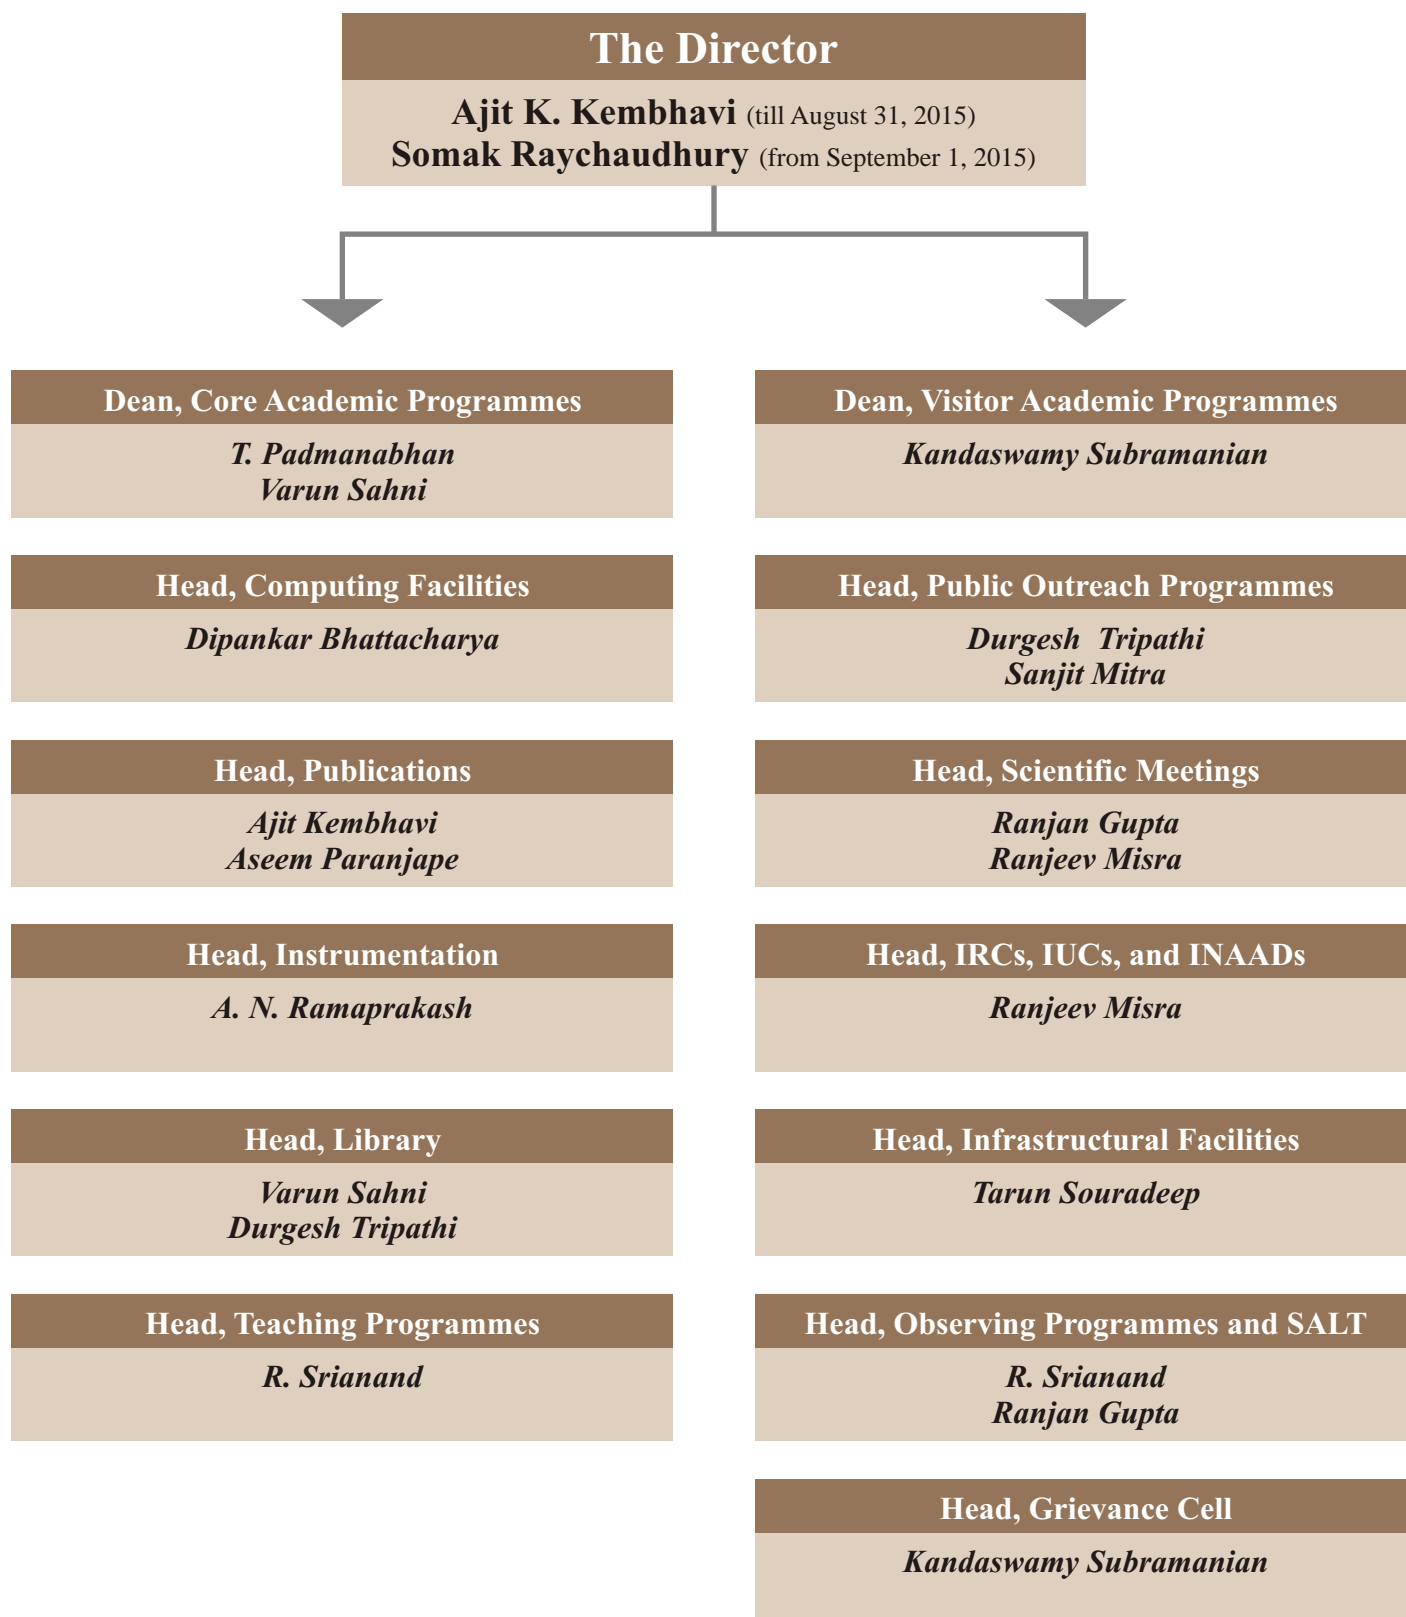 The Director
Ajit K. Kembhavi (till August 31, 2015)
Somak Raychaudhury (from September 1, 2015)
Dean, Core Academic Programmes
T. Padmanabhan
Varun Sahni
Head, Computing Facilities
Dipankar Bhattacharya
Head, Publications
Ajit Kembhavi
Aseem Paranjape
Head, Instrumentation
A. N. Ramaprakash
Head, Library
Varun Sahni
Durgesh Tripathi
Head, Teaching Programmes
R. Srianand
Dean, Visitor Academic Programmes
Kandaswamy Subramanian
Head, Public Outreach Programmes
Durgesh Tripathi
Sanjit Mitra
Head, Scientific Meetings
Ranjan Gupta
Ranjeev Misra
Head, IRCs, IUCs, and INAADs
Ranjeev Misra
Head, Infrastructural Facilities
Tarun Souradeep
Head, Observing Programmes and SALT
R. Srianand
Ranjan Gupta
Head, Grievance Cell
Kandaswamy Subramanian